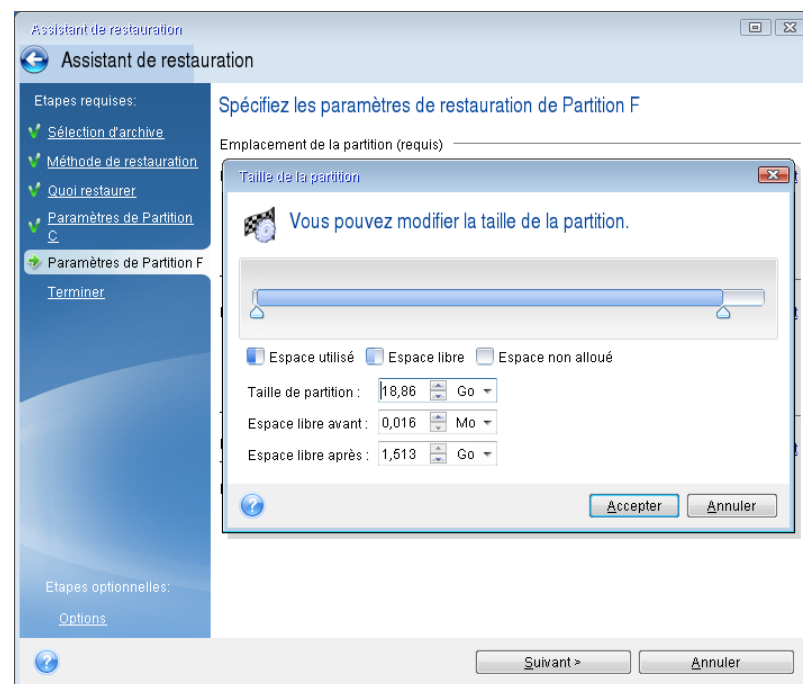 Assistant de restauration
Assistant de restauration
Etapes requises:
Sélection d'archive
Méthode de restauration
Quoi restaurer
Paramètres de Partition
C
Paramètres de Partition F
Terminer
Etapes optionnelles:
Options
Spécifiez les paramètres de restauration de Partition F
Emplacement de la partition (requis)
Taille de la partition
Vous pouvez modifier la taille de la partition.
Espace utilisé Espace libre Espace non alloué
Taille de partition : 18,86 Go
Espace libre avant : 0,016 Mo
Espace libre après : 1,513 Go
Accepter Annuler
Suivant > Annuler